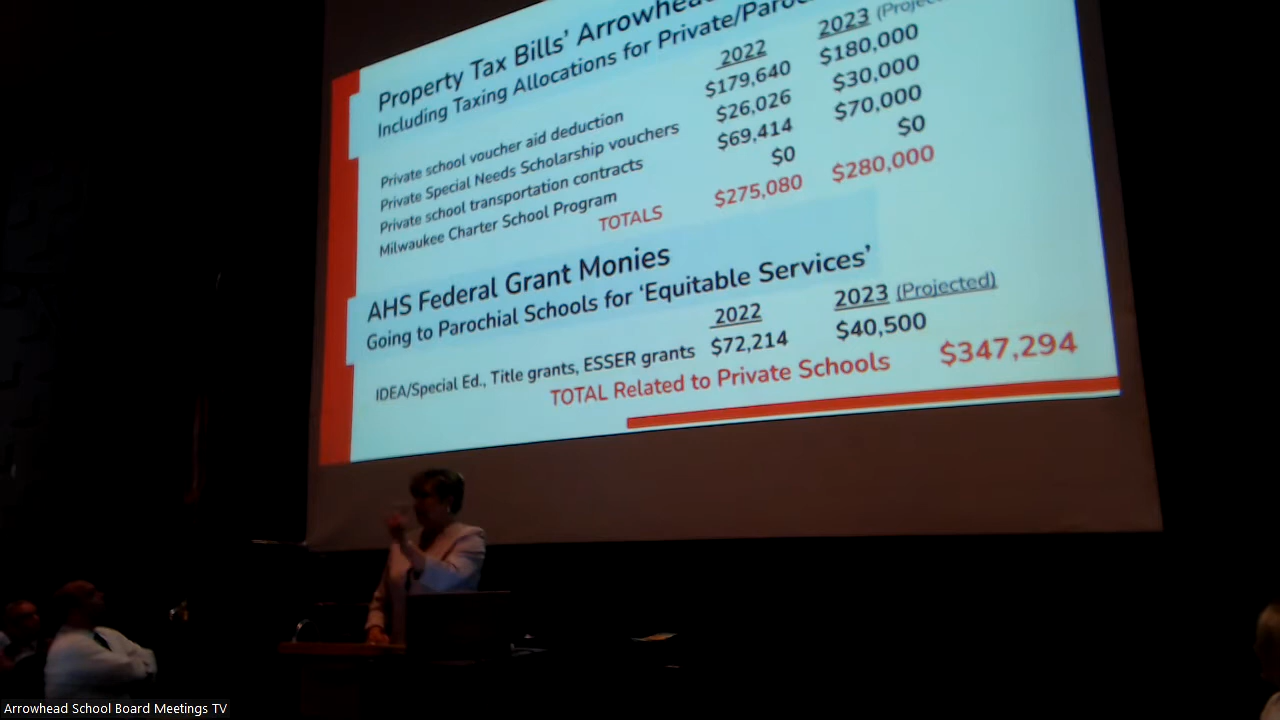 Property Tax Bills' Arrowhead
Including Taxing Allocations for Private/Paro
2022 2023
Private school voucher aid deduction $179,640 $180,000
Private Special Needs Scholarship vouchers $26,026 $30,000
Private school transportation contracts $69,414 $70,000
Milwaukee Charter School Program $0 $0
TOTALS $275,080 $280,000
AHS Federal Grant Monies
Going to Parochial Schools for 'Equitable Services'
2022 2023 (Projected)
IDEA/Special Ed., Title grants, ESSER grants $72,214 $40,500
TOTAL Related to Private Schools $347,294
Arrowhead School Board Meetings TV